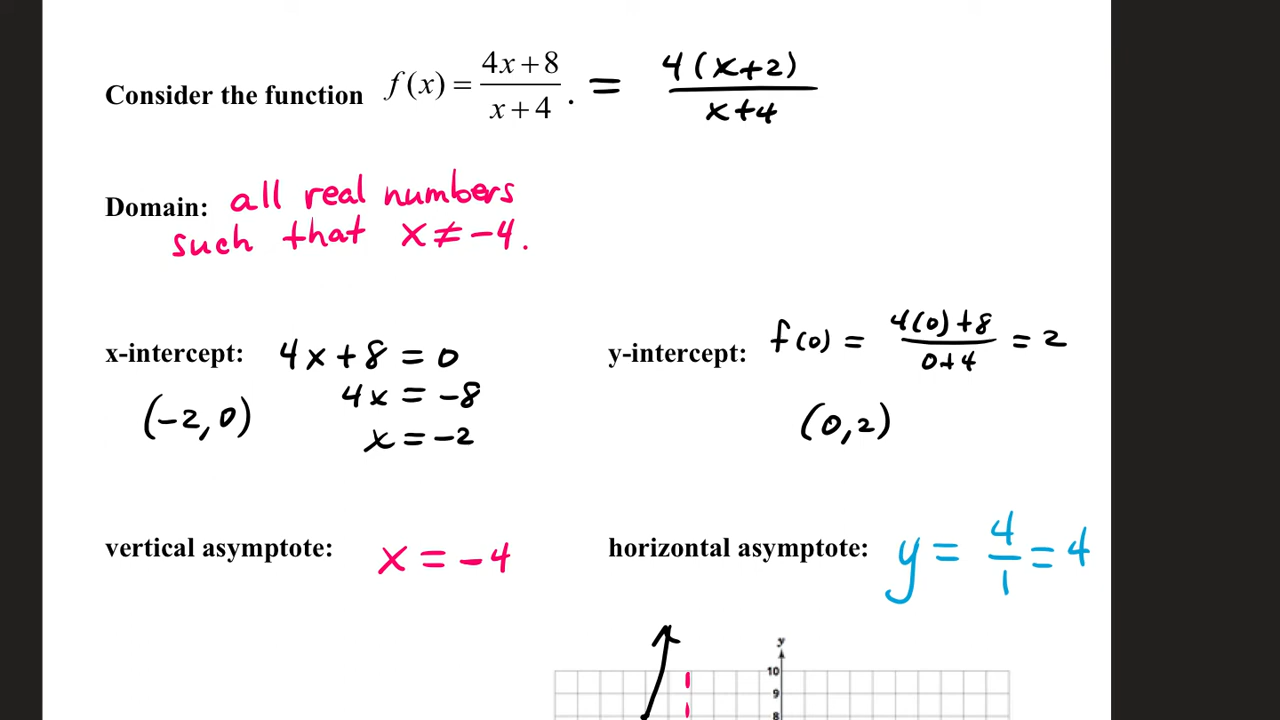 Consider the function f(x) = (4x+8)/(x+4). = 4(x+2)/(x+4)
Domain: all real numbers
such that x ≠ -4.
x-intercept: 4x+8 = 0
4x = -8
x = -2
(-2,0)
y-intercept: f(0) = (4(0)+8)/(0+4) = 2
(0,2)
vertical asymptote: x = -4
horizontal asymptote: y = 4/1 = 4
y
10
9
8